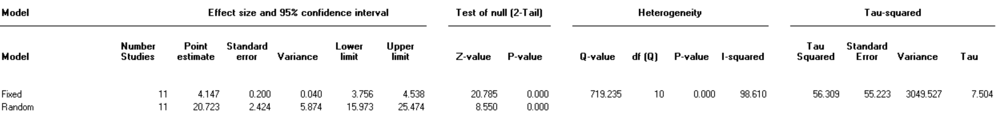 Model Effect size and 95% confidence interval Test of null (2-Tail) Heterogeneity Tau-squared
Number Point Standard Lower Upper Tau Standard
Model Studies estimate error Variance limit limit Z-value P-value Q-value df (Q) P-value I-squared Squared Error Variance Tau
Fixed 11 4.147 0.200 0.040 3.756 4.538 20.785 0.000 719.235 10 0.000 98.610 56.309 55.223 3049.527 7.504
Random 11 20.723 2.424 5.874 15.973 25.474 8.550 0.000